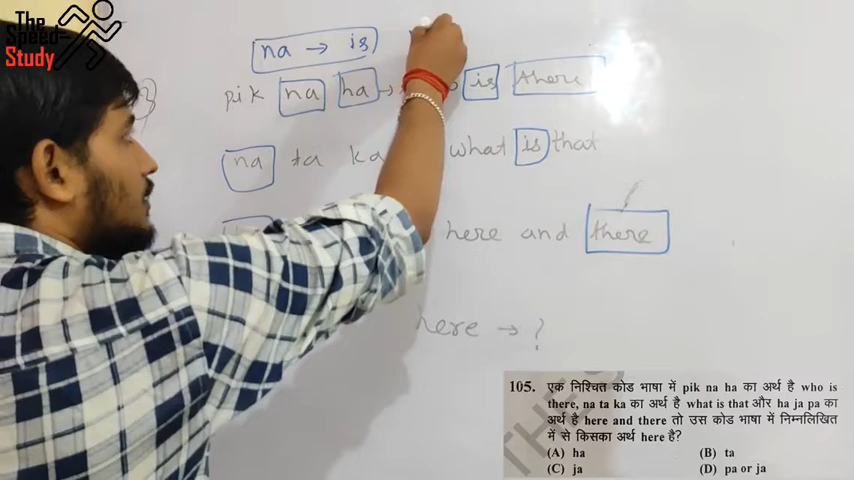 The
Speed
Study
na → is
pik na ha → is there
na ta ka what is that
here and there
here → ?
105. एक निश्चित कोड भाषा में pik na ha का अर्थ है who is
there, na ta ka का अर्थ है what is that और ha ja pa का
अर्थ है here and there तो उस कोड भाषा में निम्नलिखित
में से किसका अर्थ here है?
(A) ha (B) ta
(C) ja (D) pa or ja